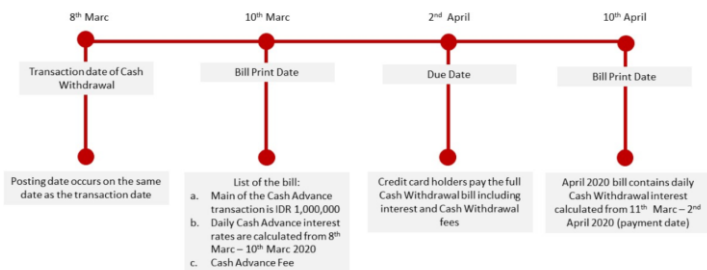 8th Marc
10th Marc
2nd April
10th April
Transaction date of Cash
Withdrawal
Bill Print Date
Due Date
Bill Print Date
Posting date occurs on the same
date as the transaction date
List of the bill:
a. Main of the Cash Advance
transaction is IDR 1,000,000
b. Daily Cash Advance interest
rates are calculated from 8th
Marc – 10th Marc 2020
c. Cash Advance Fee
Credit card holders pay the full
Cash Withdrawal bill including
interest and Cash Withdrawal
fees
April 2020 bill contains daily
Cash Withdrawal interest
calculated from 11th Marc – 2nd
April 2020 (payment date)